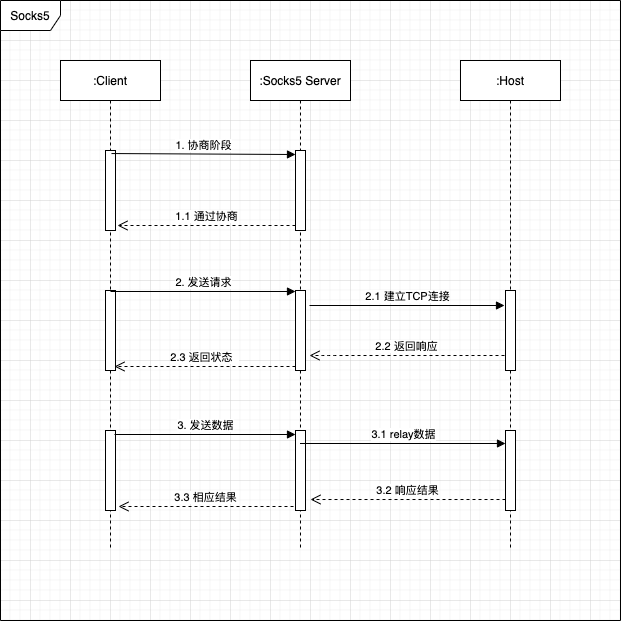 Socks5
:Client
:Socks5 Server
:Host
1. 协商阶段
1.1 通过协商
2. 发送请求
2.1 建立TCP连接
2.2 返回响应
2.3 返回状态
3. 发送数据
3.1 relay数据
3.2 响应结果
3.3 相应结果